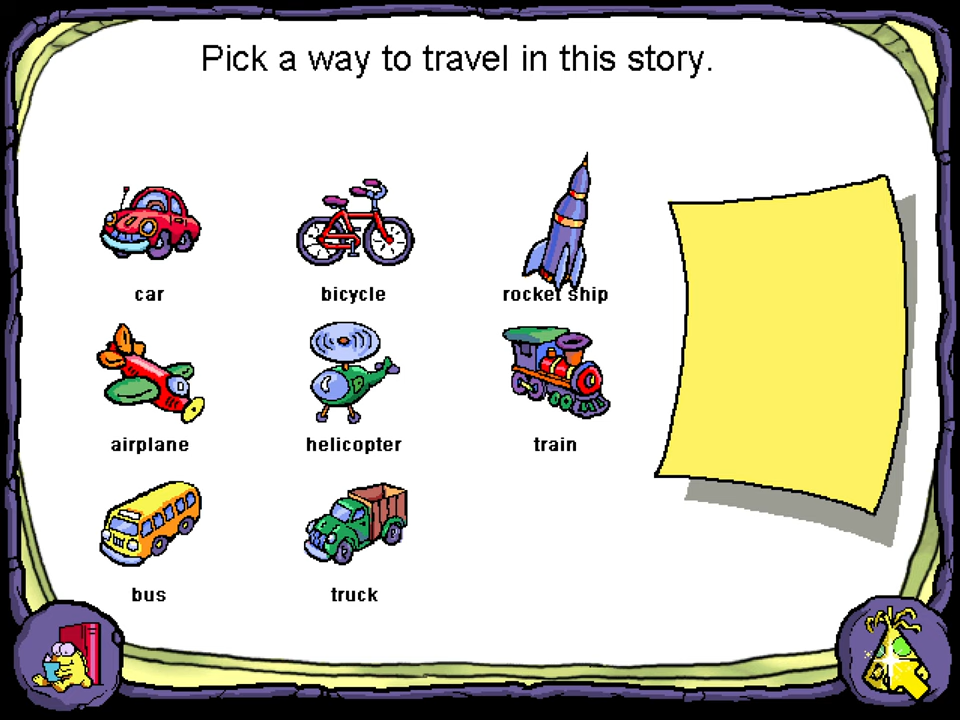 Pick a way to travel in this story.
car
bicycle
rocket ship
airplane
helicopter
train
bus
truck